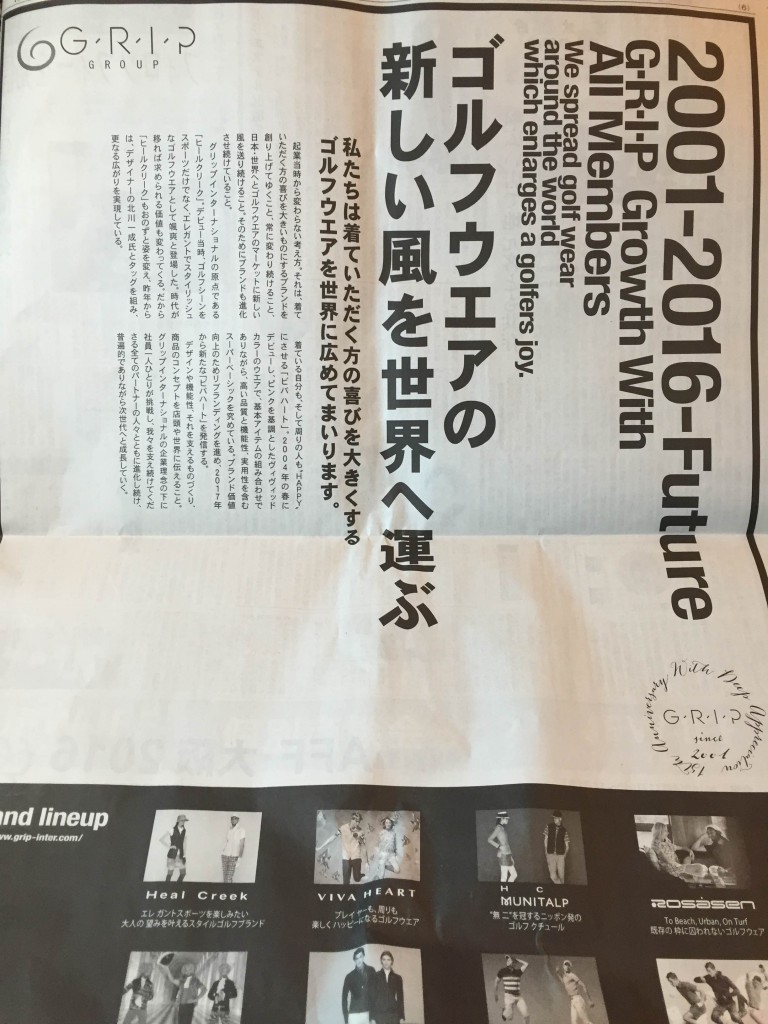 (6)
2001-2016-Future
G-R-I-P Growth With
All Members
We spread golf wear
around the world
which enlarges a golfers joy.
G·R·I·P
GROUP
ゴルフウエアの
新しい風を世界へ運ぶ
私たちは着ていただく方の喜びを大きくする
ゴルフウエアを世界に広めてまいります。
起業当時から変わらない考え方。それは、着て
いただく方の喜びを大きいものにするブランドを
創り上げてゆくこと、常に変わり続けること、
日本・世界へとゴルフウエアのマーケットに新しい
風を送り続けること。そのためにブランドも進化
させ続けていること。
グリップインターナショナルの原点である
「ヒールクリーク」。デビュー当時、ゴルフシーンを
スポーツだけでなくエレガントでスタイリッシュ
なゴルフウエアとして颯爽と登場した。時代が
移れば求められる価値も変わってくる。だから
「ヒールクリーク」もおのずと姿を変え、昨年から
は、デザイナーの北川一成氏とタッグを組み、
更なる広がりを実現している。
着ている自分も、そして周りの人も“HAPPY”
にさせる「ビバハート」。2004年の春に
デビューし、ピンクを基調としたヴィヴィッド
カラーのウエアで、基本アイテムの組み合わせで
ありながら、高い品質と機能性、実用性を含む
スーパーベーシックを究めている。ブランド価値
向上のためリブランディングを進め、2017年
から新たな「ビバハート」を発信する。
デザインや機能性、それを支えるものづくり、
商品のコンセプトを店頭や世界に伝えること。
グリップインターナショナルの企業理念の下に
社員一人ひとりが挑戦し、我々を支え続けてくだ
さる全てのパートナーの人々とともに進化し続け、
普遍的でありながら次世代へと成長していく。
15th Anniversary With Deep Appreciation
G·R·I·P
since
2001
and lineup
ww.grip-inter.com/
Heal Creek
エレガントスポーツを楽しみたい
大人の望みを叶えるスタイルゴルフブランド
VIVA HEART
プレイヤーも、周りも
楽しくハッピーになるゴルフウエア
H C
MUNITALP
"無二"を冠するニッポン発の
ゴルフクチュール
ROSASEN
To Beach, Urban, On Turf
既存の枠に囚われないゴルフウェア